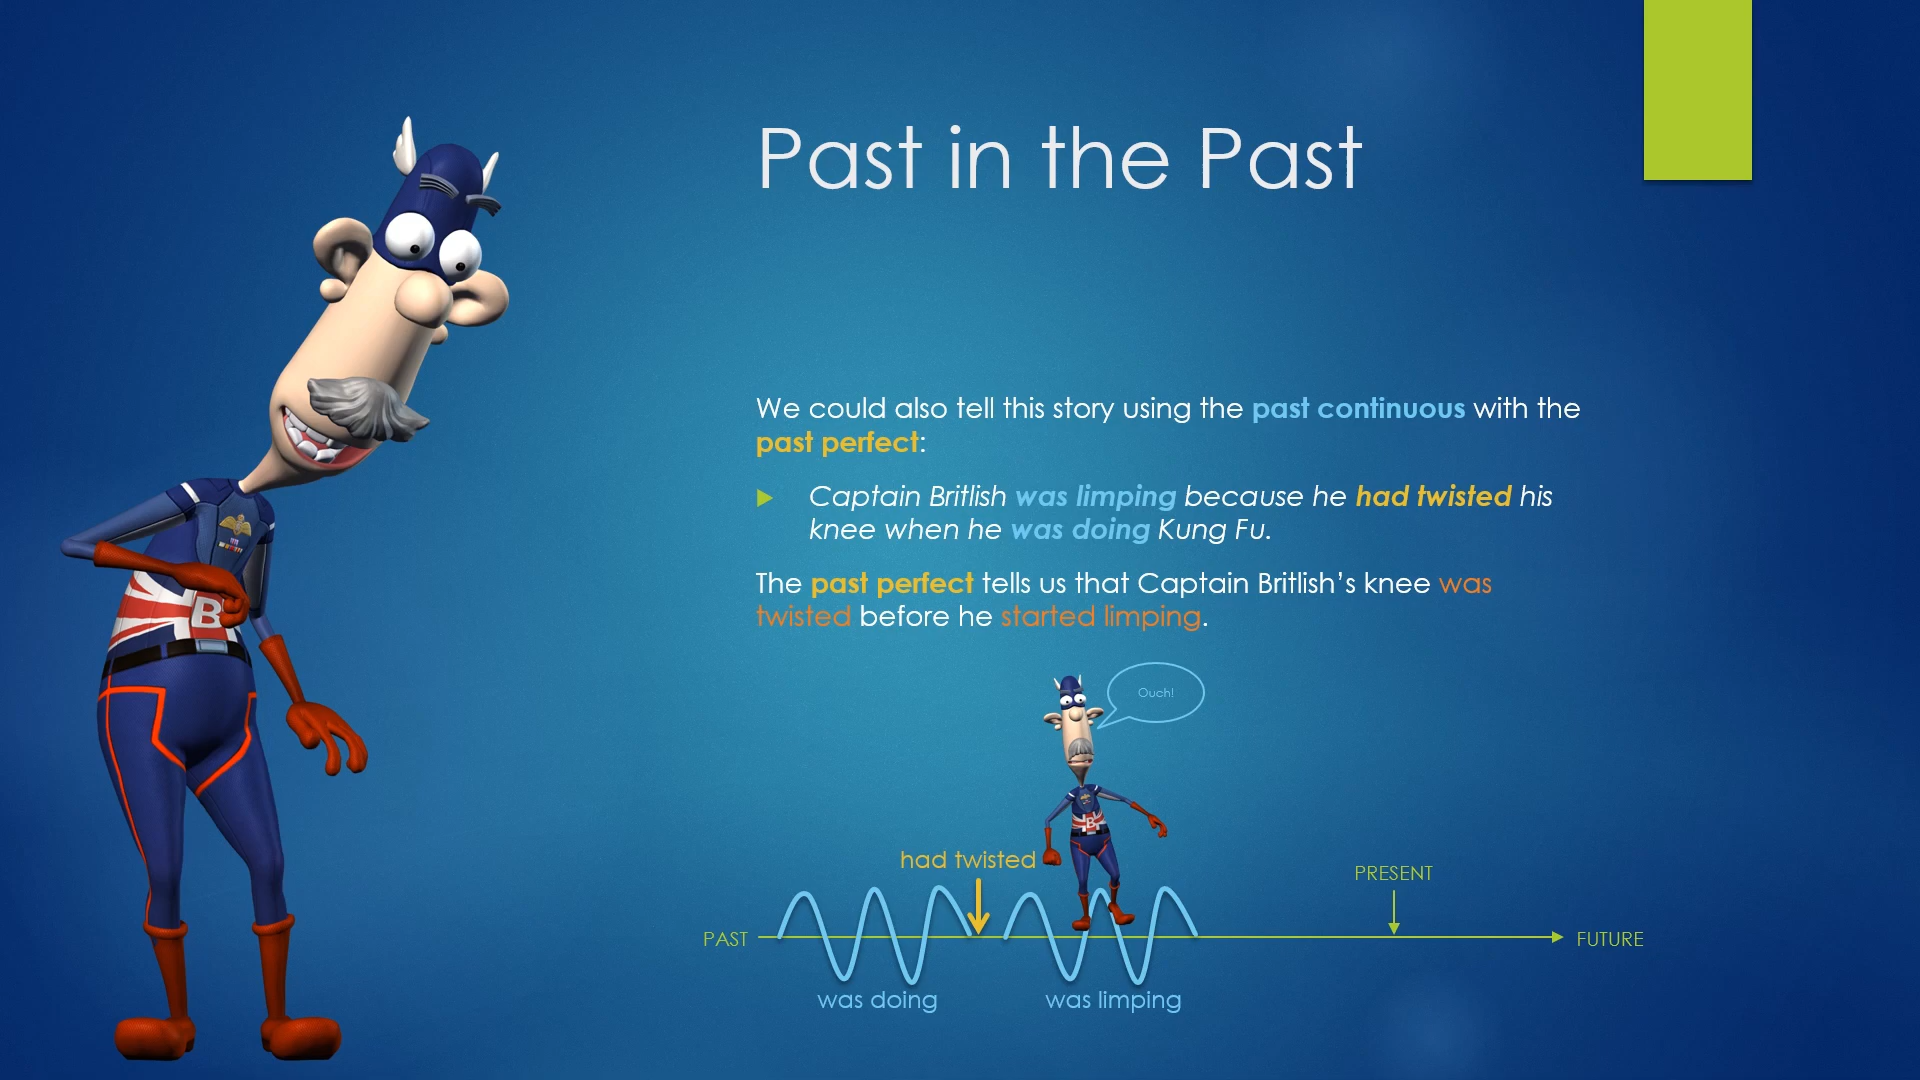 Past in the Past
We could also tell this story using the past continuous with the
past perfect:
Captain Britlish was limping because he had twisted his
knee when he was doing Kung Fu.
The past perfect tells us that Captain Britlish’s knee was
twisted before he started limping.
Ouch!
B
B
had twisted
PRESENT
PAST
FUTURE
was doing
was limping